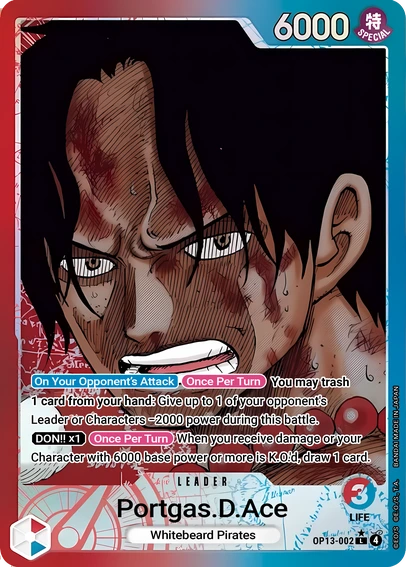 6000
特
SPECIAL
On Your Opponent's Attack Once Per Turn You may trash
1 card from your hand: Give up to 1 of your opponent's
Leader or Characters −2000 power during this battle.
DON!! x1 Once Per Turn When you receive damage or your
Character with 6000 base power or more is K.O.'d, draw 1 card.
LEADER
Portgas.D.Ace
Whitebeard Pirates
3
LIFE
OP13-002 L 4
BANDAI, MADE IN JAPAN